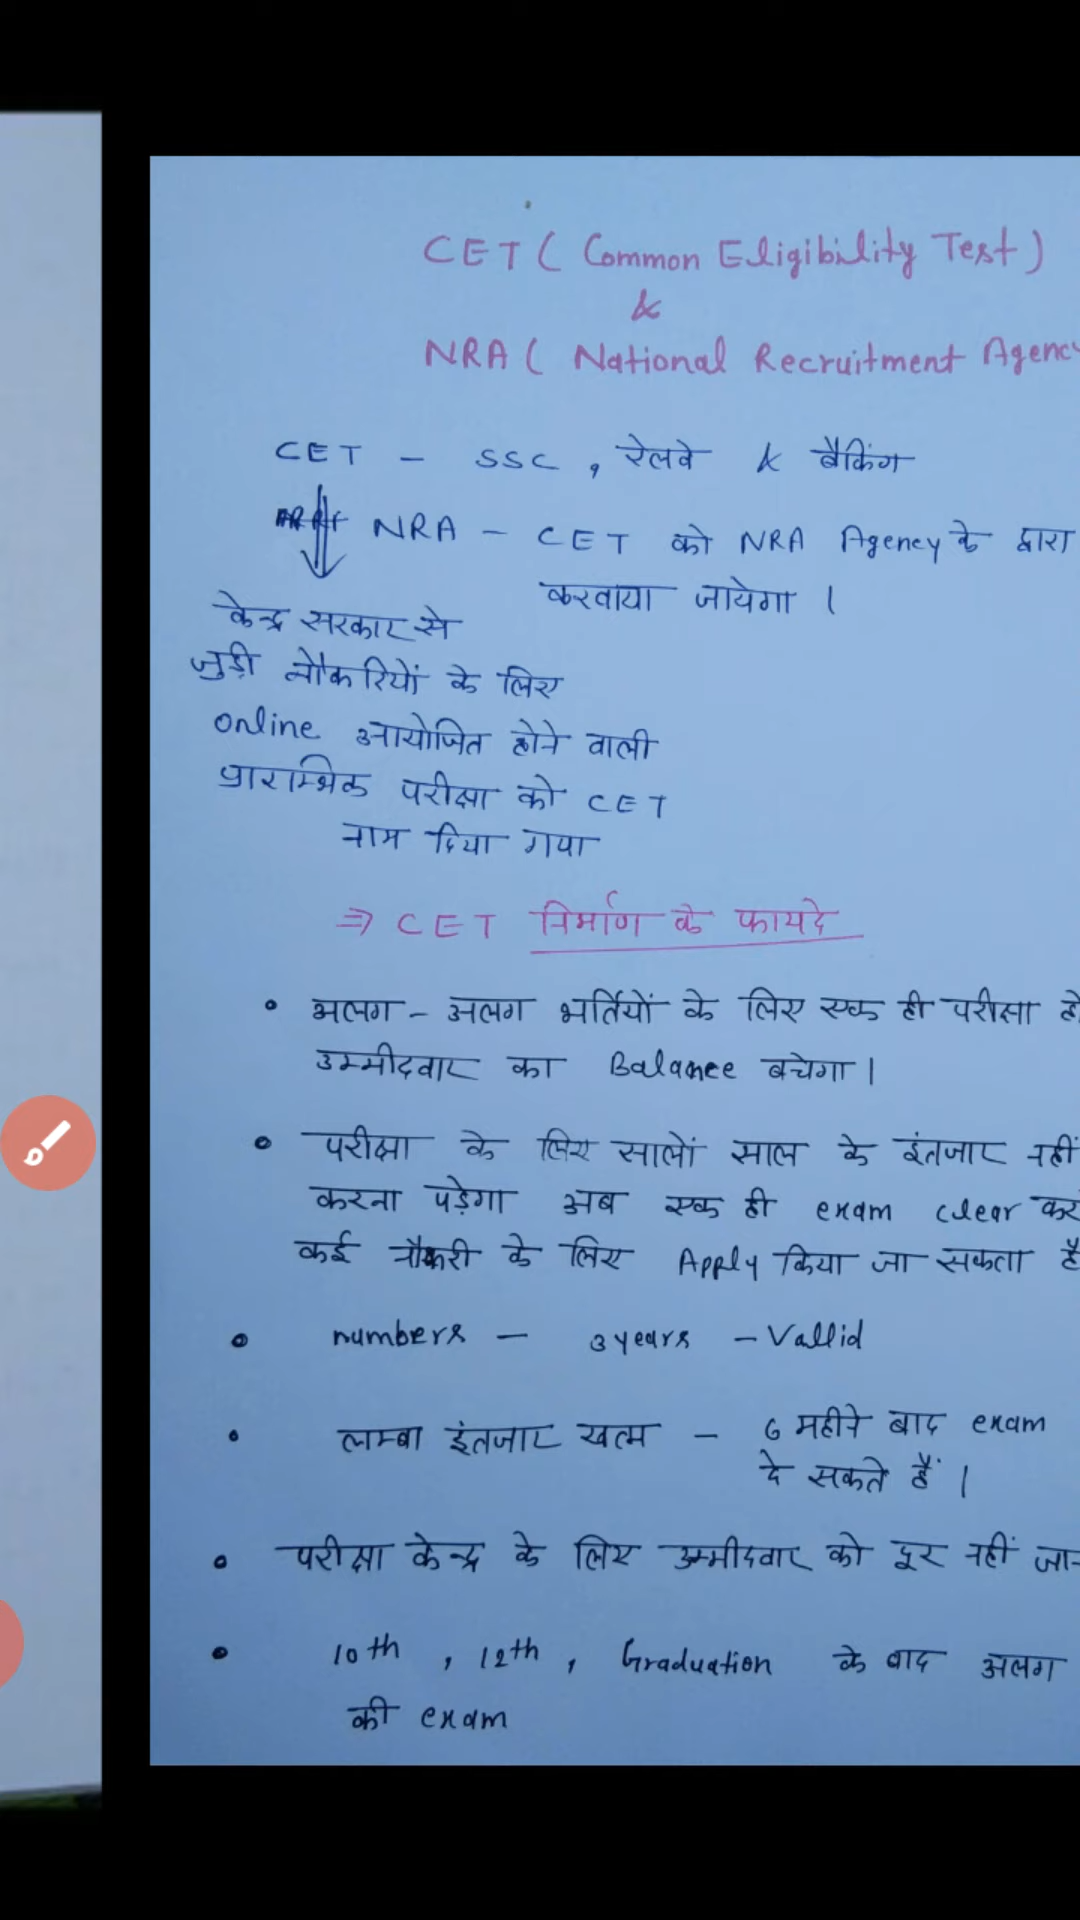 CET ( Common Eligibility Test )
&
NRA ( National Recruitment Agency
CET - SSC , रेलवे & बैकिंग
NRA - CET को NRA Agency के द्वारा
करवाया जायेगा ।
केन्द्र सरकार से
जुड़ी नौकरियों के लिए
online आयोजित होने वाली
प्रारम्भिक परीक्षा को CET
नाम दिया गया
⇒ CET निर्माण के फायदे
• अलग - अलग भर्तियों के लिए एक ही परीक्षा
उम्मीदवार का Balance बचेगा ।
• परीक्षा के लिए सालों साल के इंतजार नहीं
करना पड़ेगा अब एक ही exam clear कर
कई नौकरी के लिए Apply किया जा सकता है
• numbers - 3 years - Vallid
• लम्बा इंतजार खत्म - 6 महीने बाद exam
दे सकते हैं ।
• परीक्षा केन्द्र के लिए उम्मीदवार को दूर नहीं
• 10th , 12th , Graduation के बाद अलग
की exam